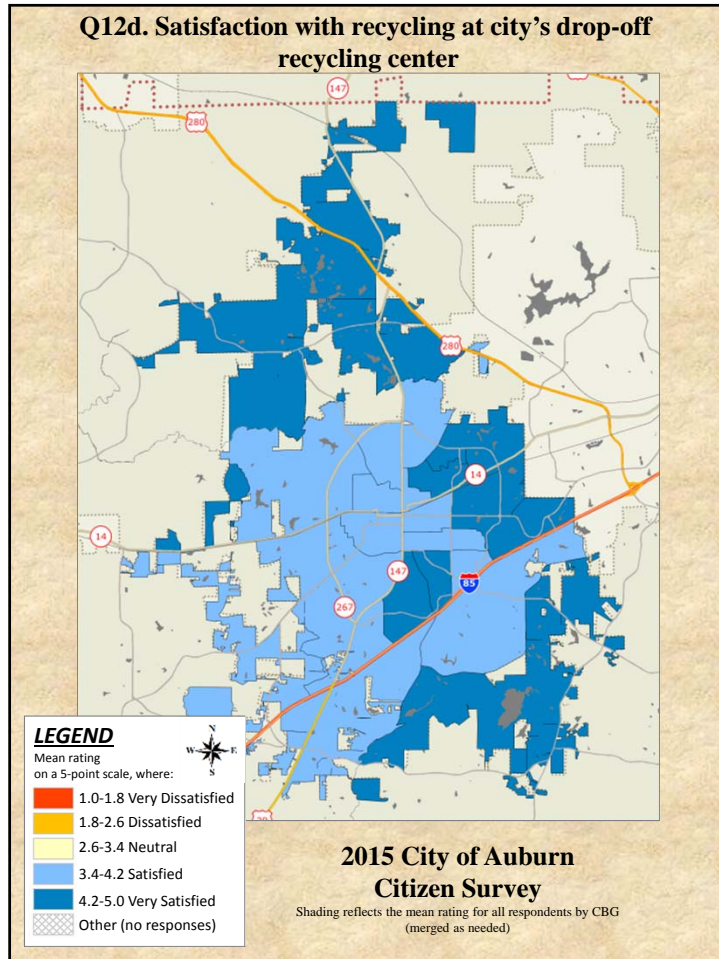 Q12d. Satisfaction with recycling at city's drop-off
recycling center
147
280
280
14
14
147
85
267
LEGEND
Mean rating
on a 5-point scale, where:
N
W E
S
1.0-1.8 Very Dissatisfied
1.8-2.6 Dissatisfied
2.6-3.4 Neutral
3.4-4.2 Satisfied
4.2-5.0 Very Satisfied
Other (no responses)
2015 City of Auburn
Citizen Survey
Shading reflects the mean rating for all respondents by CBG
(merged as needed)